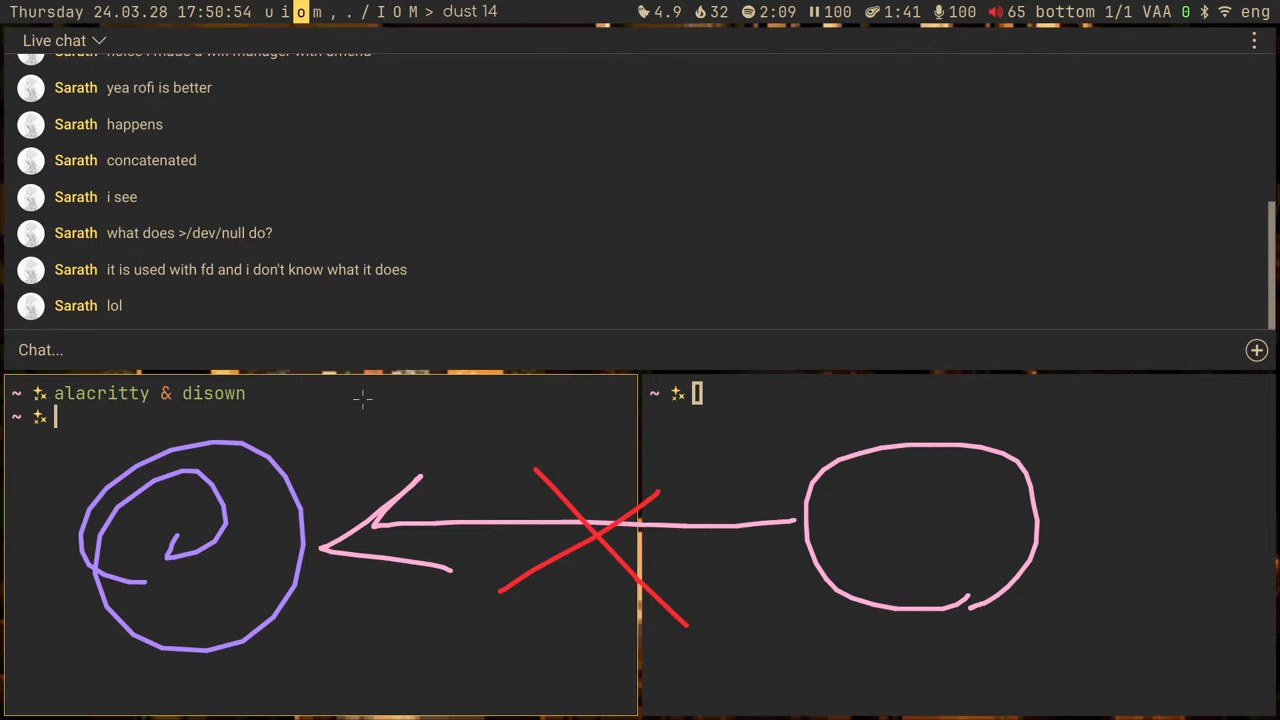 Thursday 24.03.28 17:50:54 u i o m , . / I O M > dust 14 4.9 32 2:09 100 1:41 100 65 bottom 1/1 VAA 0 eng
Live chat
Sarath yea rofi is better
Sarath happens
Sarath concatenated
Sarath i see
Sarath what does >/dev/null do?
Sarath it is used with fd and i don't know what it does
Sarath lol
Chat...
~ alacritty & disown
~
~